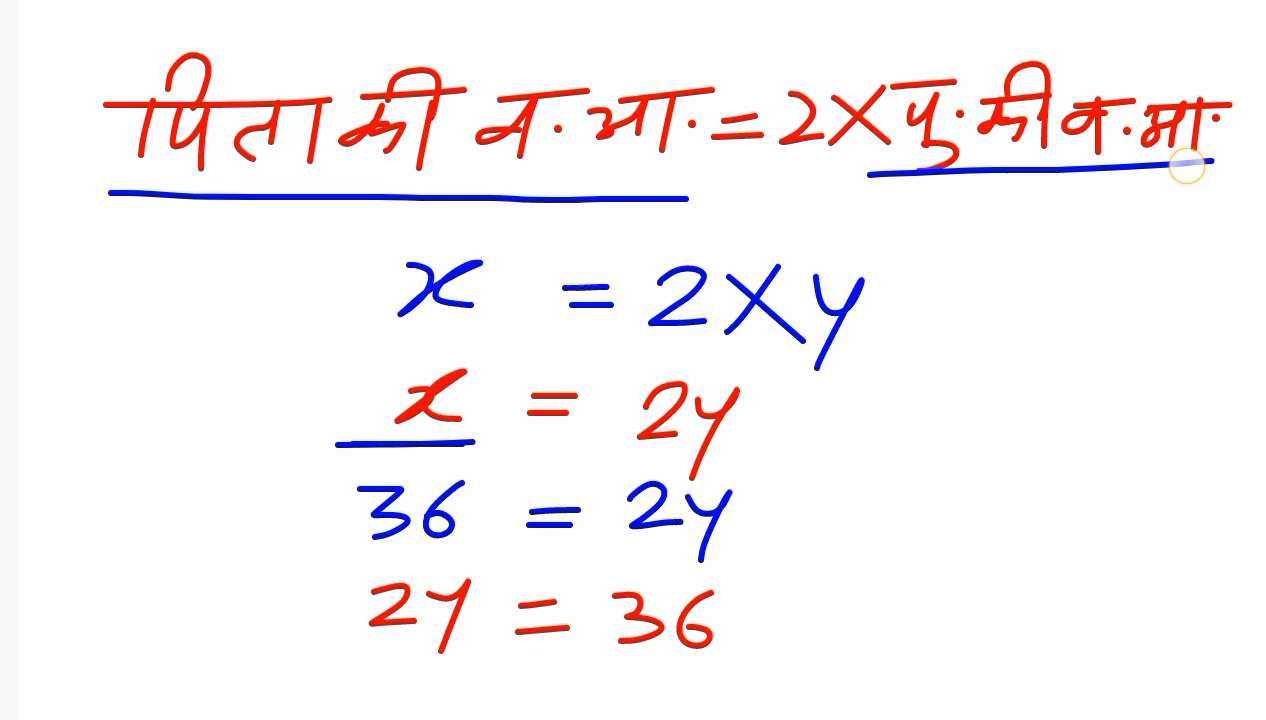 पिता की व. आ. = 2 × पु. की व. आ.
x = 2 × y
x = 2y
36 = 2y
2y = 36